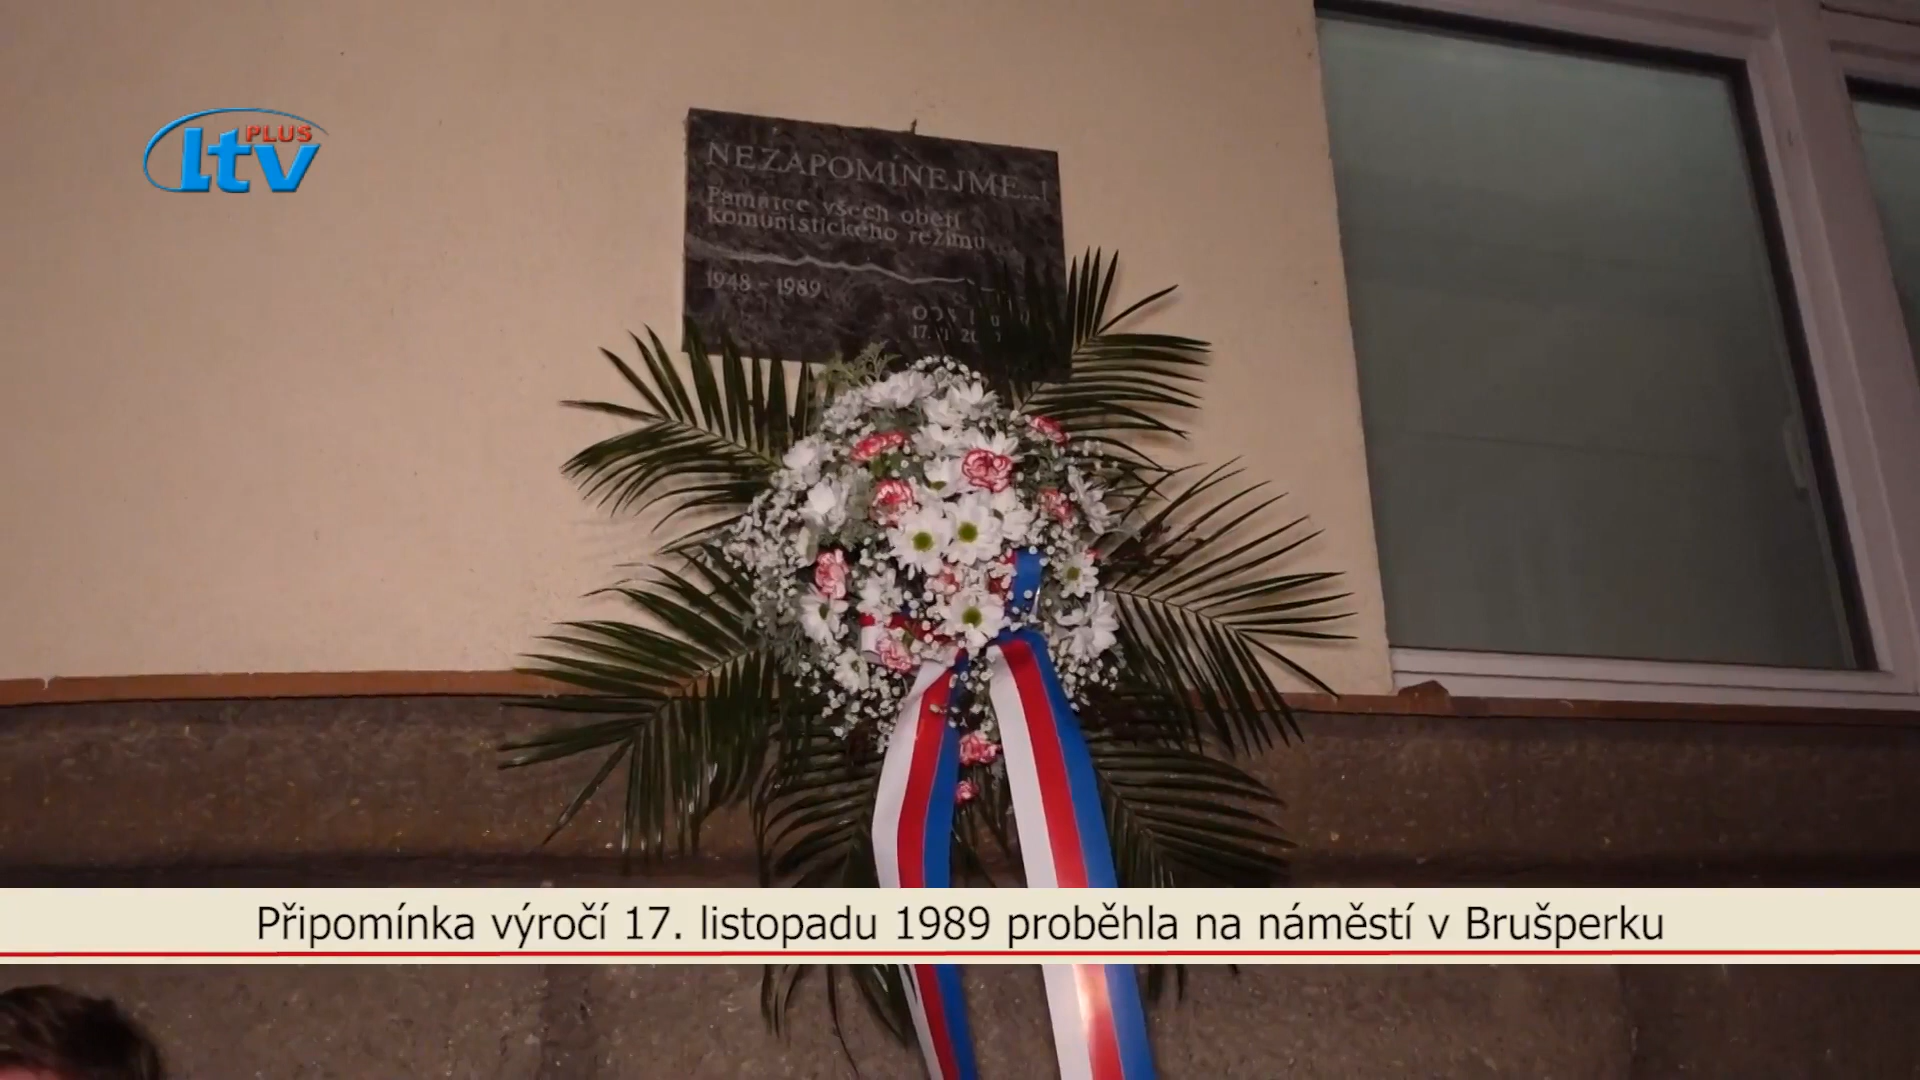 PLUS
ltv
NEZAPOMÍNEJME...!
Památce všech obětí
komunistického režimu
1948 - 1989
17.
Připomínka výročí 17. listopadu 1989 proběhla na náměstí v Brušperku